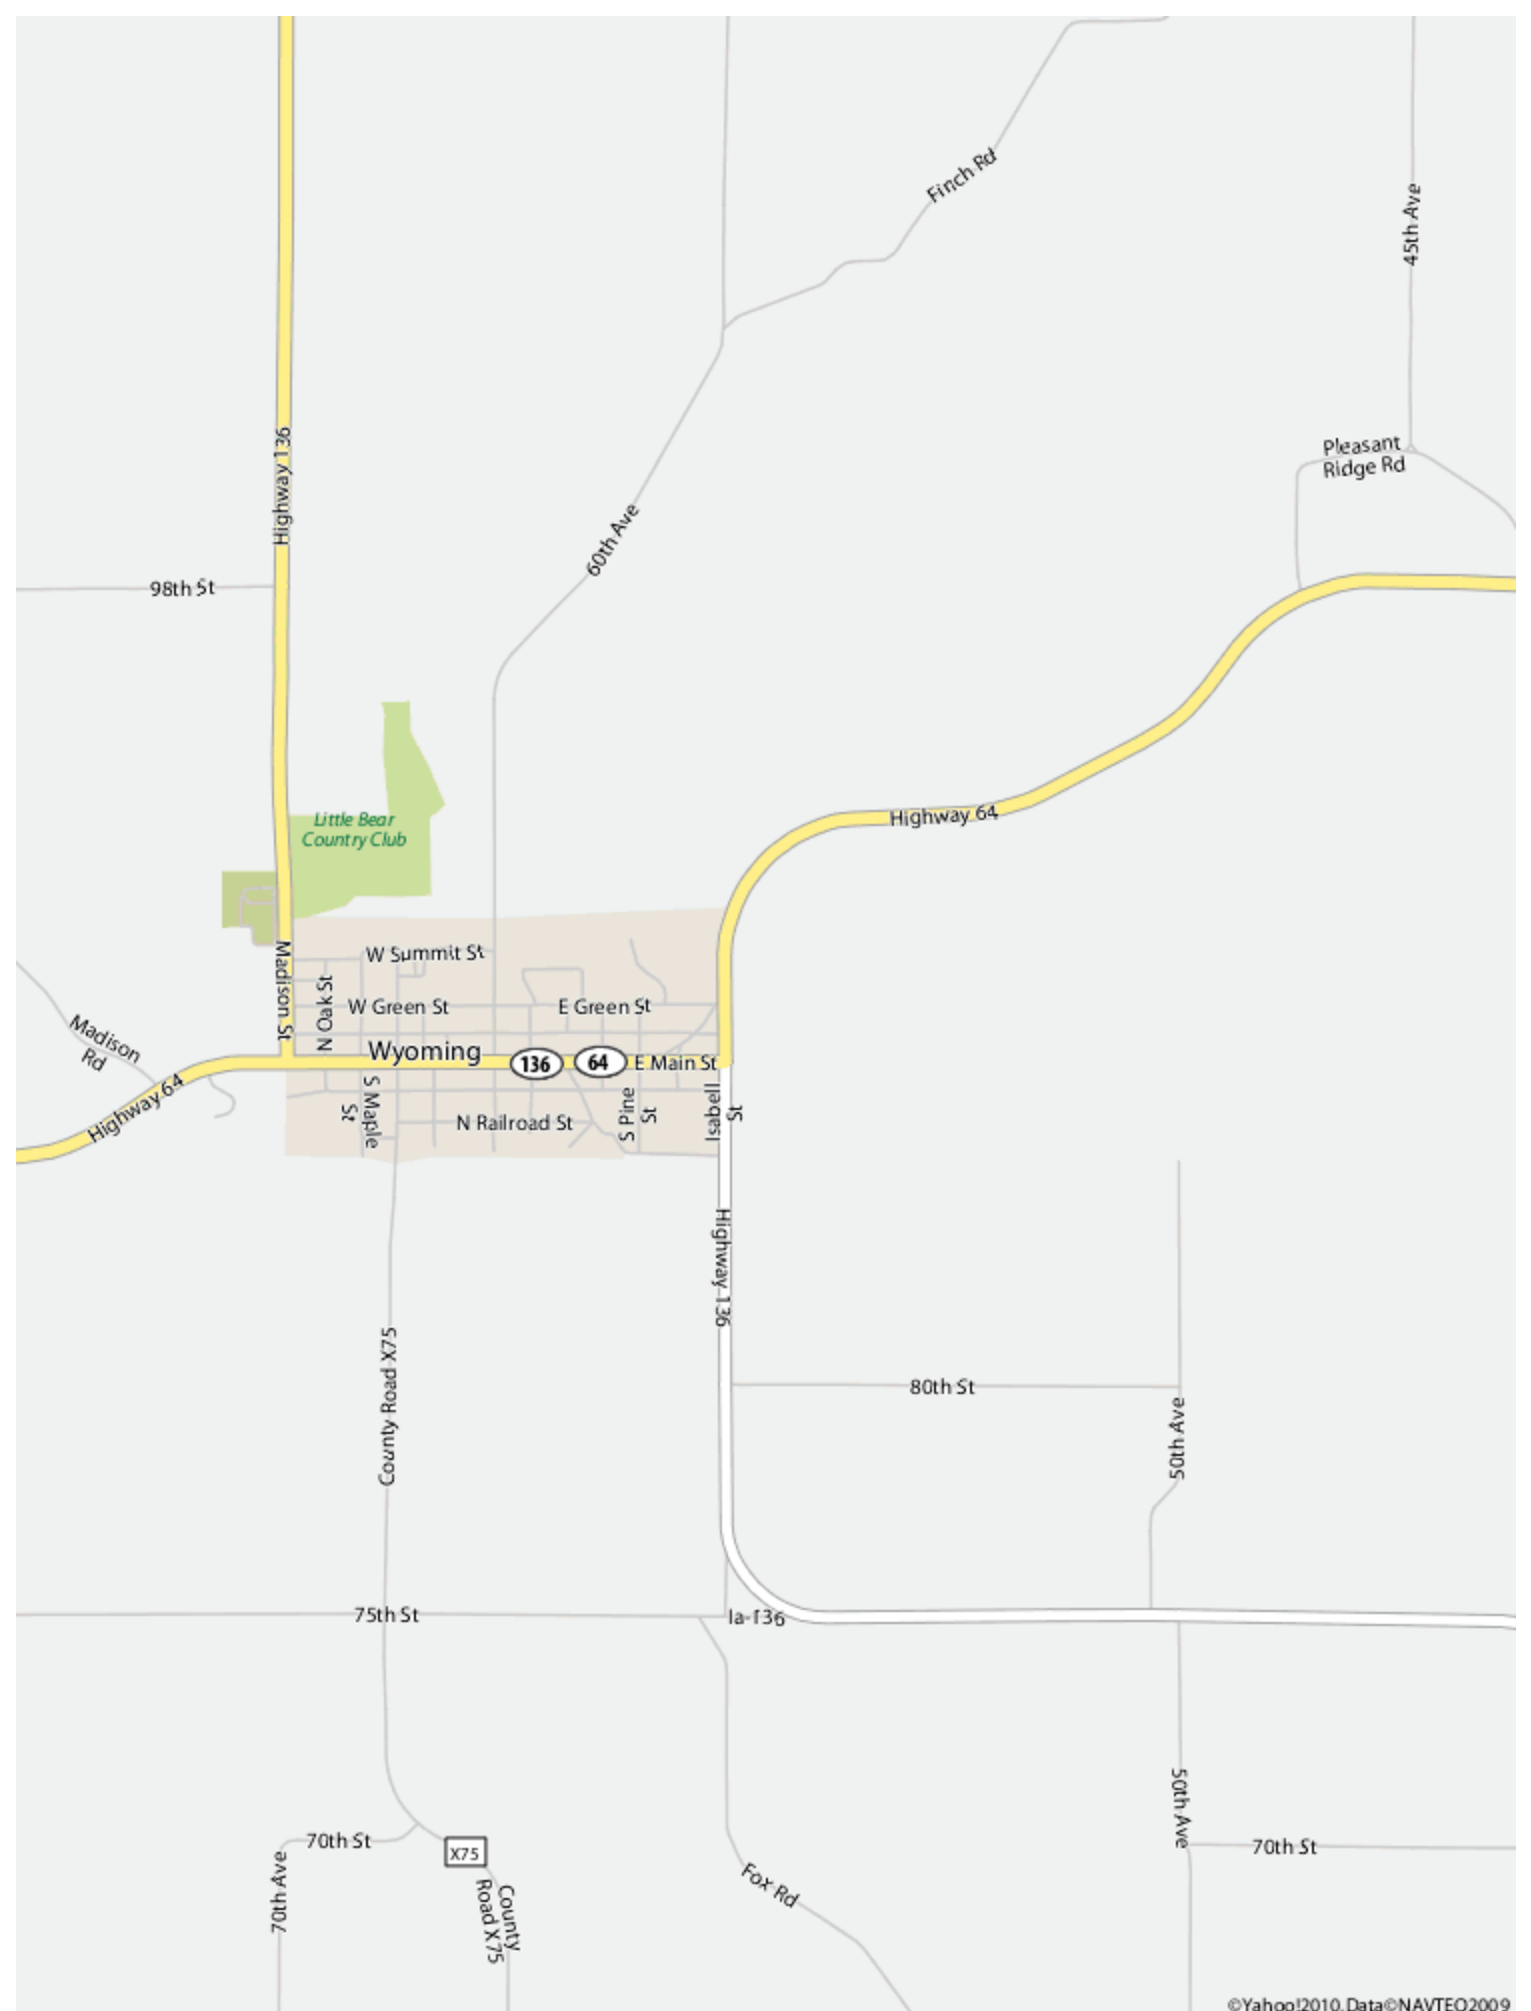 Finch Rd
45th Ave
Highway 136
Pleasant
Ridge Rd
60th Ave
98th St
Little Bear
Country Club
Highway 64
Madison St
W Summit St
N Oak St
W Green St
E Green St
Madison
Rd
Wyoming
136
64
E Main St
Highway 64
S Maple
St
N Railroad St
S Pine
St
Isabell
St
Highway 136
County Road X75
80th St
50th Ave
75th St
Ia-136
50th Ave
70th St
X75
70th St
70th Ave
County
Road X75
Fox Rd
©Yahoo!2010,Data©NAVTEQ2009